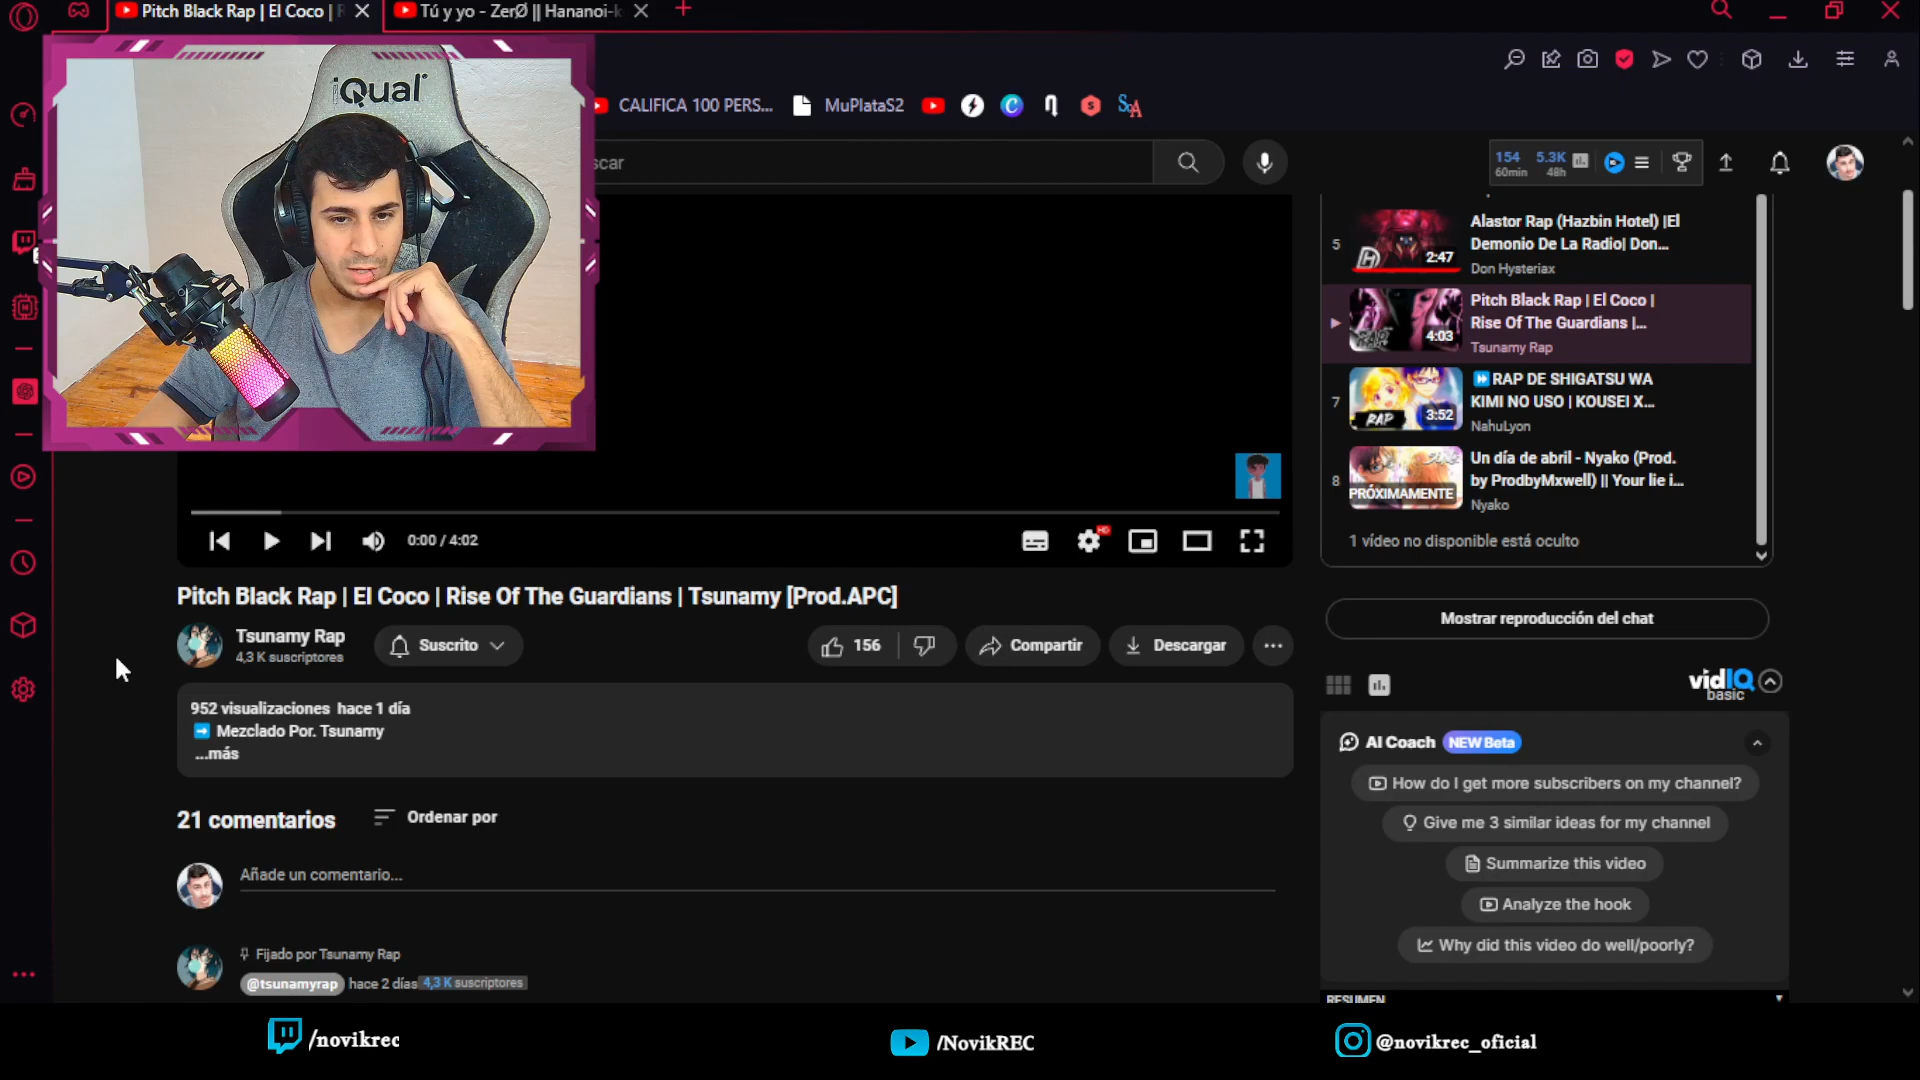 Pitch Black Rap | El Coco | R
Tú y yo - ZerØ || Hananoi-k
iQual
CALIFICA 100 PERS...
MuPlataS2
scar
154
60min
5.3K
48h
5
Alastor Rap (Hazbin Hotel) |El
Demonio De La Radio| Don...
Don Hysteriax
2:47
Pitch Black Rap | El Coco |
Rise Of The Guardians |...
Tsunamy Rap
4:03
7
⏩RAP DE SHIGATSU WA
KIMI NO USO | KOUSEI X...
NahuLyon
RAP
3:52
8
Un día de abril - Nyako (Prod.
by ProdbyMxwell) || Your lie i...
Nyako
PRÓXIMAMENTE
1 vídeo no disponible está oculto
0:00 / 4:02
HD
Pitch Black Rap | El Coco | Rise Of The Guardians | Tsunamy [Prod.APC]
Mostrar reproducción del chat
Tsunamy Rap
4,3 K suscriptores
Suscrito
156
Compartir
Descargar
952 visualizaciones hace 1 día
➡️ Mezclado Por. Tsunamy
...más
vidIQ
basic
AI Coach NEW Beta
How do I get more subscribers on my channel?
Give me 3 similar ideas for my channel
Summarize this video
Analyze the hook
Why did this video do well/poorly?
RESUMEN
21 comentarios
Ordenar por
Añade un comentario...
Fijado por Tsunamy Rap
@tsunamyrap hace 2 días 4,3 K suscriptores
/novikrec
/NovikREC
@novikrec_oficial